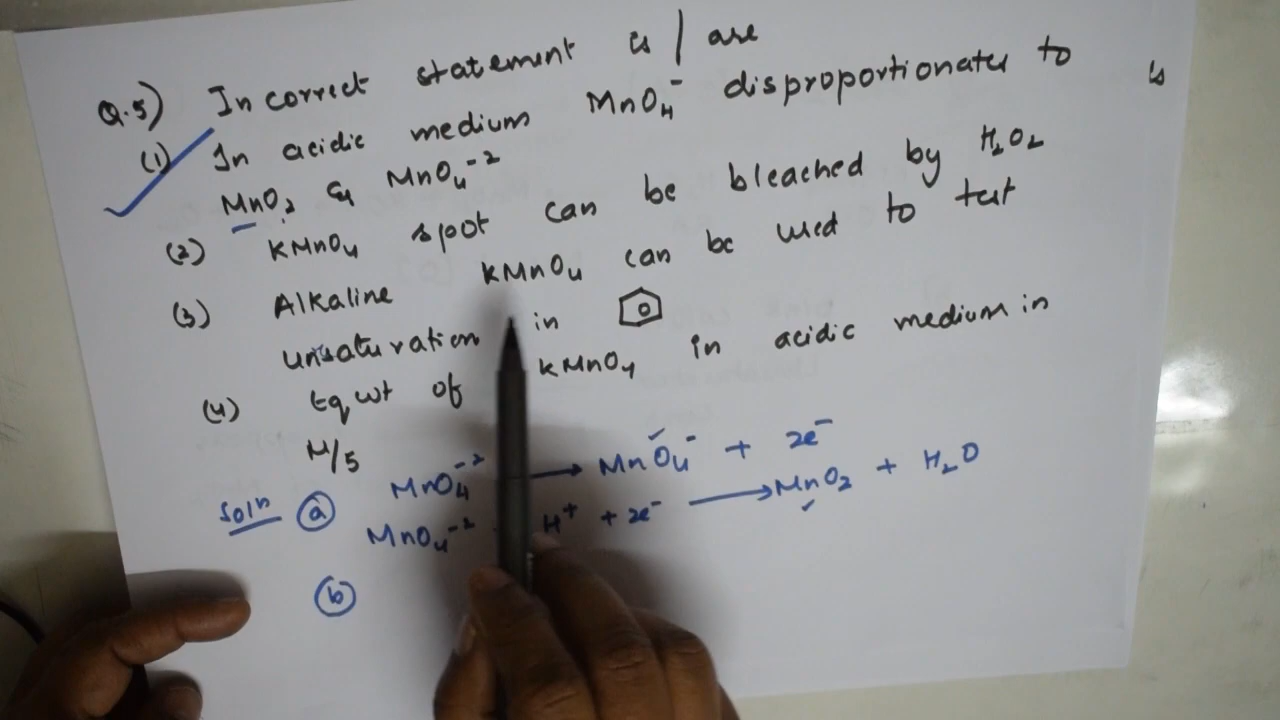 Q.5) Incorrect statement is / are
(1) In acidic medium MnO₄⁻ disproportionates to is
MnO₂ & MnO₄⁻²
(2) KMnO₄ spot can be bleached by H₂O₂
(3) Alkaline KMnO₄ can be used to test
unsaturation in
(4) Eq wt of KMnO₄ in acidic medium in
M/5
Solⁿ ⓐ MnO₄⁻² → MnO₄⁻ + 2e⁻
MnO₄⁻² H⁺ + 2e⁻ → MnO₂ + H₂O
ⓑ